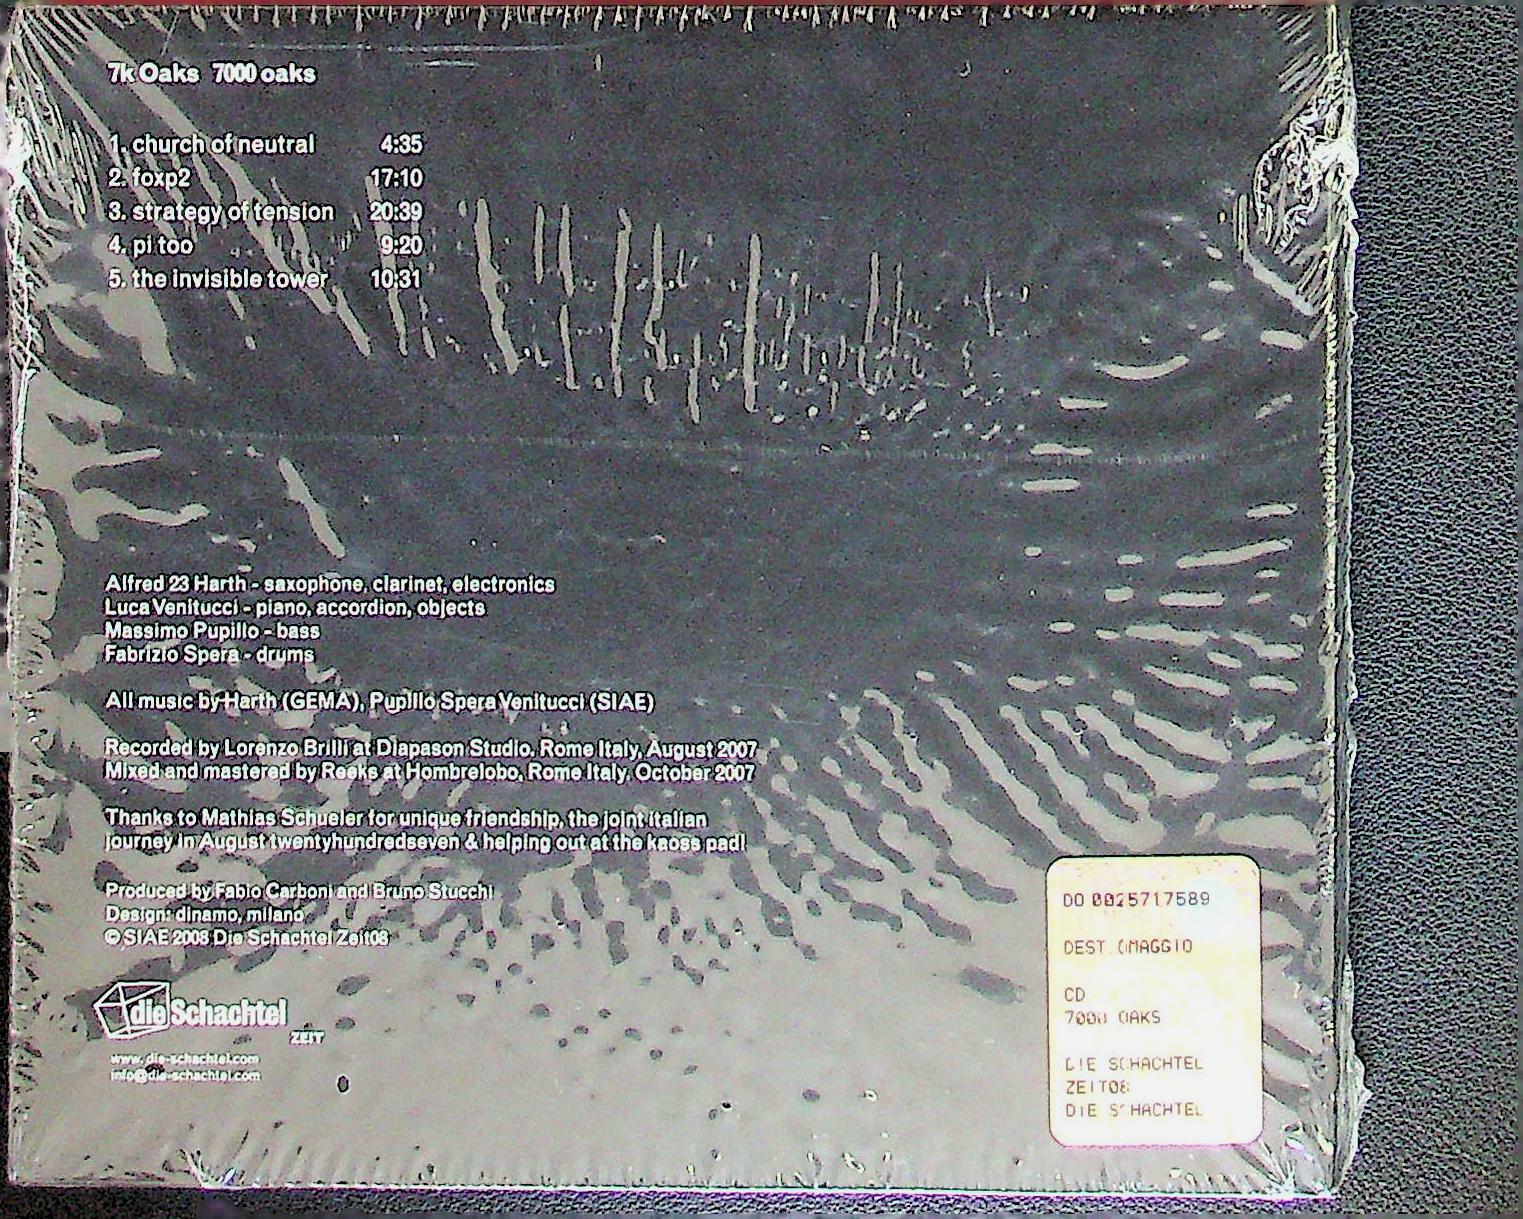 7k Oaks 7000 oaks
1. church of neutral 4:35
2. foxp2 17:10
3. strategy of tension 20:39
4. pi too 9:20
5. the invisible tower 10:31
Alfred 23 Harth - saxophone, clarinet, electronics
Luca Venitucci - piano, accordion, objects
Massimo Pupillo - bass
Fabrizio Spera - drums
All music by Harth (GEMA), Pupillo Spera Venitucci (SIAE)
Recorded by Lorenzo Brilli at Diapason Studio, Rome Italy, August 2007
Mixed and mastered by Reeks at Hombrelobo, Rome Italy, October 2007
Thanks to Mathias Schueler for unique friendship, the joint italian
journey in August twentyhundredseven & helping out at the kaoss pad!
Produced by Fabio Carboni and Bruno Stucchi
Design: dinamo, milano
© SIAE 2008 Die Schachtel Zeit08
die Schachtel
ZEIT
www.die-schachtel.com
info@die-schachtel.com
DO 0025717589
DEST. OMAGGIO
CD
7000 OAKS
DIE SCHACHTEL
ZEIT08
DIE SCHACHTEL